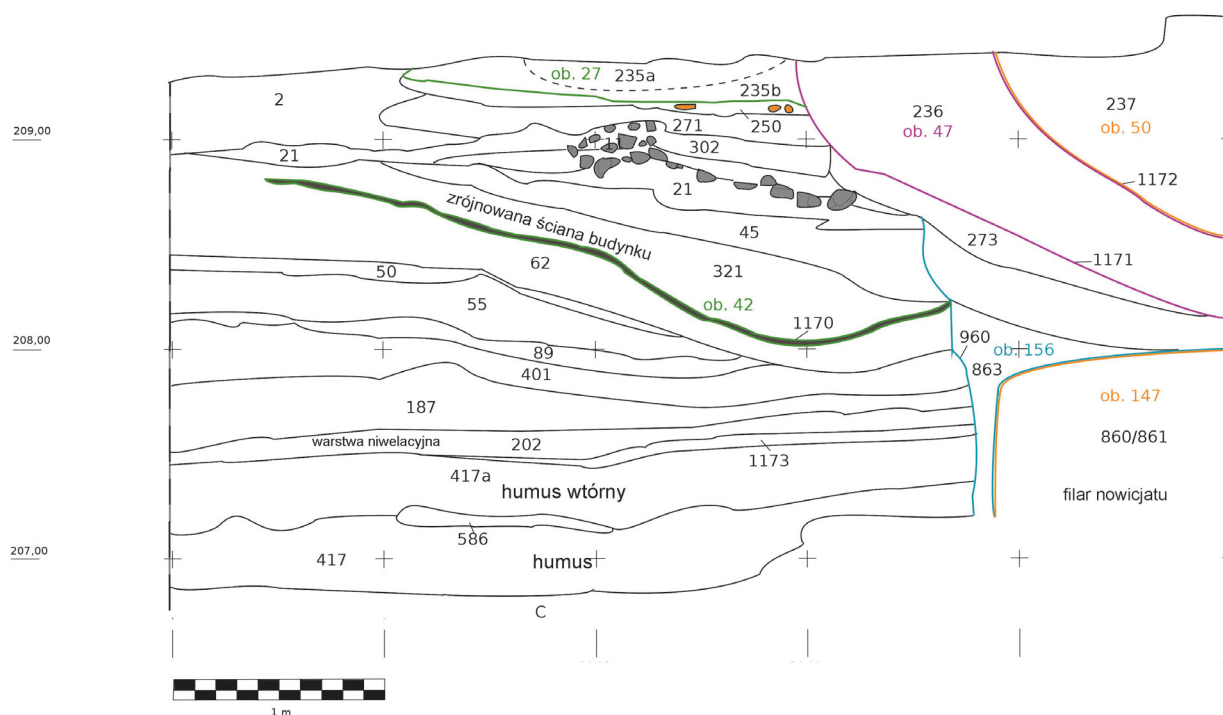 ob. 27
235a
235b
2
236
237
ob. 47
ob. 50
209,00
271
250
302
21
1172
21
zrójnowana ściana budynku
45
273
62
321
1171
50
55
ob. 42
1170
208,00
89
960
ob. 156
863
401
187
ob. 147
warstwa niwelacyjna
202
1173
860/861
417a
humus wtórny
filar nowicjatu
586
207,00
417
humus
C
1 m